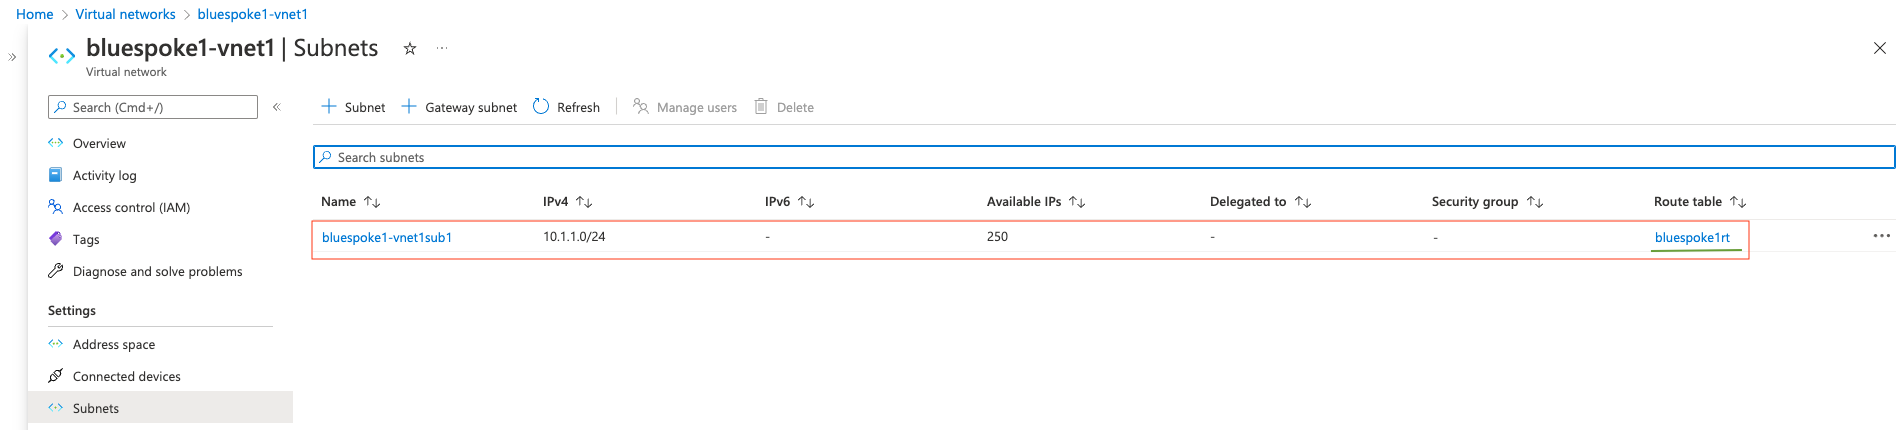 Home > Virtual networks > bluespoke1-vnet1
bluespoke1-vnet1 | Subnets
Virtual network
Search (Cmd+/)
Overview
Activity log
Access control (IAM)
Tags
Diagnose and solve problems
Settings
Address space
Connected devices
Subnets
Subnet Gateway subnet Refresh Manage users Delete
Search subnets
Name IPv4 IPv6 Available IPs Delegated to Security group Route table
bluespoke1-vnet1sub1 10.1.1.0/24 - 250 - - bluespoke1rt